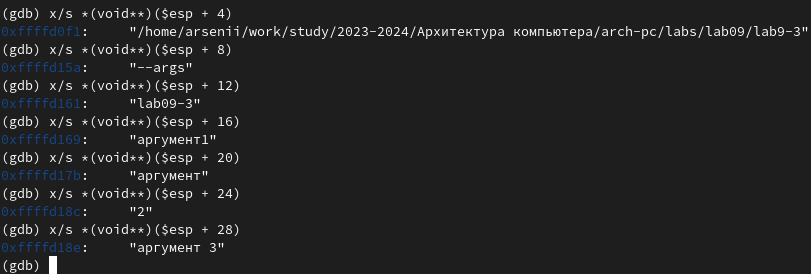 (gdb) x/s *(void**)($esp + 4)
0xffffd0f1:     "/home/arsenii/work/study/2023-2024/Архитектура компьютера/arch-pc/labs/lab09/lab9-3"
(gdb) x/s *(void**)($esp + 8)
0xffffd15a:     "--args"
(gdb) x/s *(void**)($esp + 12)
0xffffd161:     "lab09-3"
(gdb) x/s *(void**)($esp + 16)
0xffffd169:     "аргумент1"
(gdb) x/s *(void**)($esp + 20)
0xffffd17b:     "аргумент"
(gdb) x/s *(void**)($esp + 24)
0xffffd18c:     "2"
(gdb) x/s *(void**)($esp + 28)
0xffffd18e:     "аргумент 3"
(gdb)